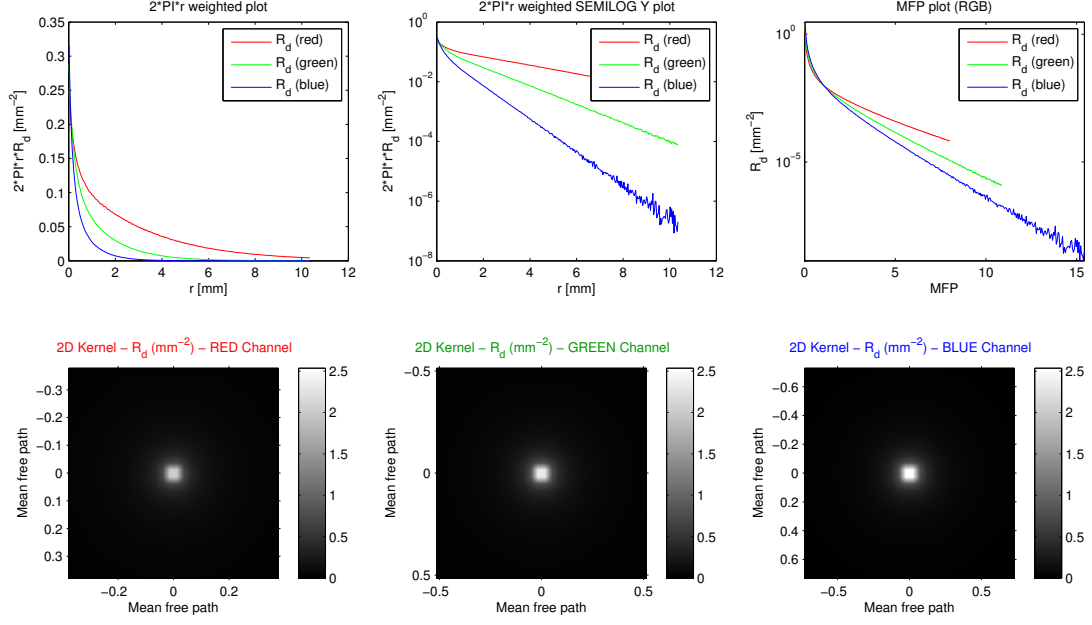 2*PI*r weighted plot
0.35
0.3
0.25
0.2
0.15
0.1
0.05
0
2*PI*r*R_d [mm^−2]
R_d (red)
R_d (green)
R_d (blue)
0 2 4 6 8 10 12
r [mm]
2*PI*r weighted SEMILOG Y plot
10^0
10^−2
10^−4
10^−6
10^−8
2*PI*r*R_d [mm^−2]
R_d (red)
R_d (green)
R_d (blue)
0 2 4 6 8 10 12
r [mm]
MFP plot (RGB)
10^0
10^−5
R_d [mm^−2]
R_d (red)
R_d (green)
R_d (blue)
0 5 10 15
MFP
2D Kernel − R_d (mm^−2) − RED Channel
−0.3
−0.2
−0.1
0
0.1
0.2
0.3
Mean free path
−0.2 0 0.2
Mean free path
2.5
2
1.5
1
0.5
0
2D Kernel − R_d (mm^−2) − GREEN Channel
−0.5
0
0.5
Mean free path
−0.5 0 0.5
Mean free path
2.5
2
1.5
1
0.5
0
2D Kernel − R_d (mm^−2) − BLUE Channel
−0.6
−0.4
−0.2
0
0.2
0.4
0.6
Mean free path
−0.5 0 0.5
Mean free path
2.5
2
1.5
1
0.5
0